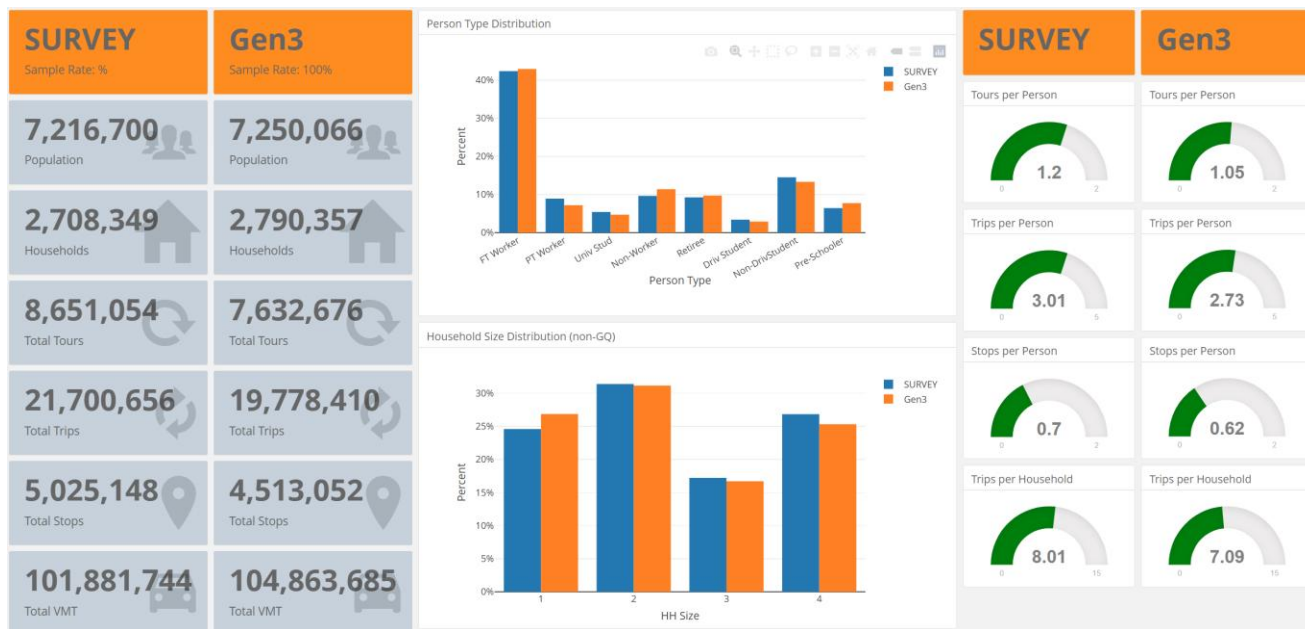 SURVEY
Sample Rate: %
Gen3
Sample Rate: 100%
7,216,700
Population
7,250,066
Population
2,708,349
Households
2,790,357
Households
8,651,054
Total Tours
7,632,676
Total Tours
21,700,656
Total Trips
19,778,410
Total Trips
5,025,148
Total Stops
4,513,052
Total Stops
101,881,744
Total VMT
104,863,685
Total VMT
Person Type Distribution
SURVEY
Gen3
40%
30%
20%
10%
0%
Percent
FT Worker
PT Worker
Univ Stud
Non-Worker
Retiree
Driv Student
Non-DrivStudent
Pre-Schooler
Person Type
Household Size Distribution (non-GQ)
SURVEY
Gen3
30%
25%
20%
15%
10%
5%
0%
Percent
1 2 3 4
HH Size
SURVEY
Gen3
Tours per Person
1.2
0 2
Tours per Person
1.05
0 2
Trips per Person
3.01
0 5
Trips per Person
2.73
0 5
Stops per Person
0.7
0 2
Stops per Person
0.62
0 2
Trips per Household
8.01
0 15
Trips per Household
7.09
0 15